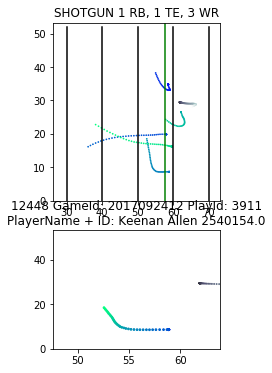 SHOTGUN 1 RB, 1 TE, 3 WR
50
40
30
20
10
0
30 40 50 60 70
12448 GameId: 2017092412 PlayId: 3911
PlayerName + ID: Keenan Allen 2540154.0
40
20
0
50 55 60